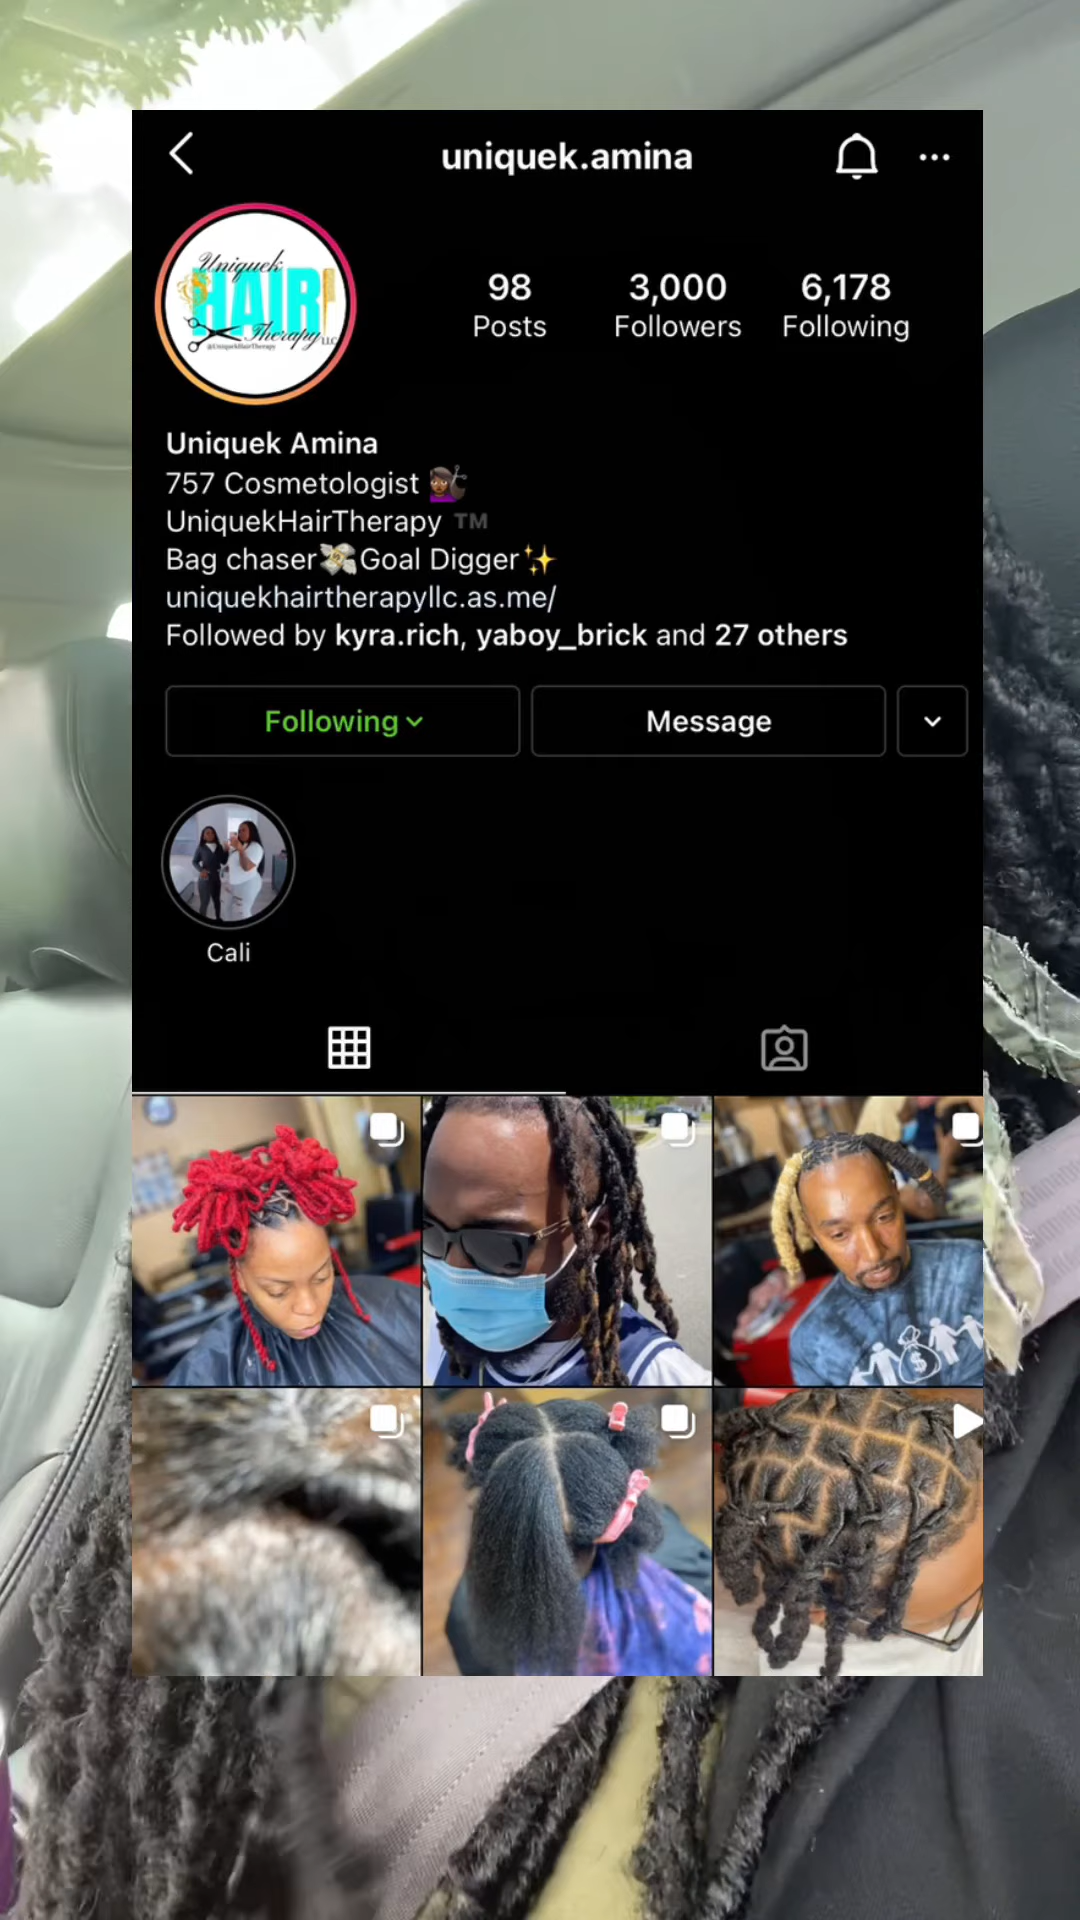 uniquek.amina
Uniquek
HAIR
Therapy LLC
@UniquekHairTherapy
98
3,000
6,178
Posts
Followers
Following
Uniquek Amina
757 Cosmetologist 💇🏾‍♀️
UniquekHairTherapy ™️
Bag chaser💸Goal Digger✨
uniquekhairtherapyllc.as.me/
Followed by kyra.rich, yaboy_brick and 27 others
Following
Message
Cali
$